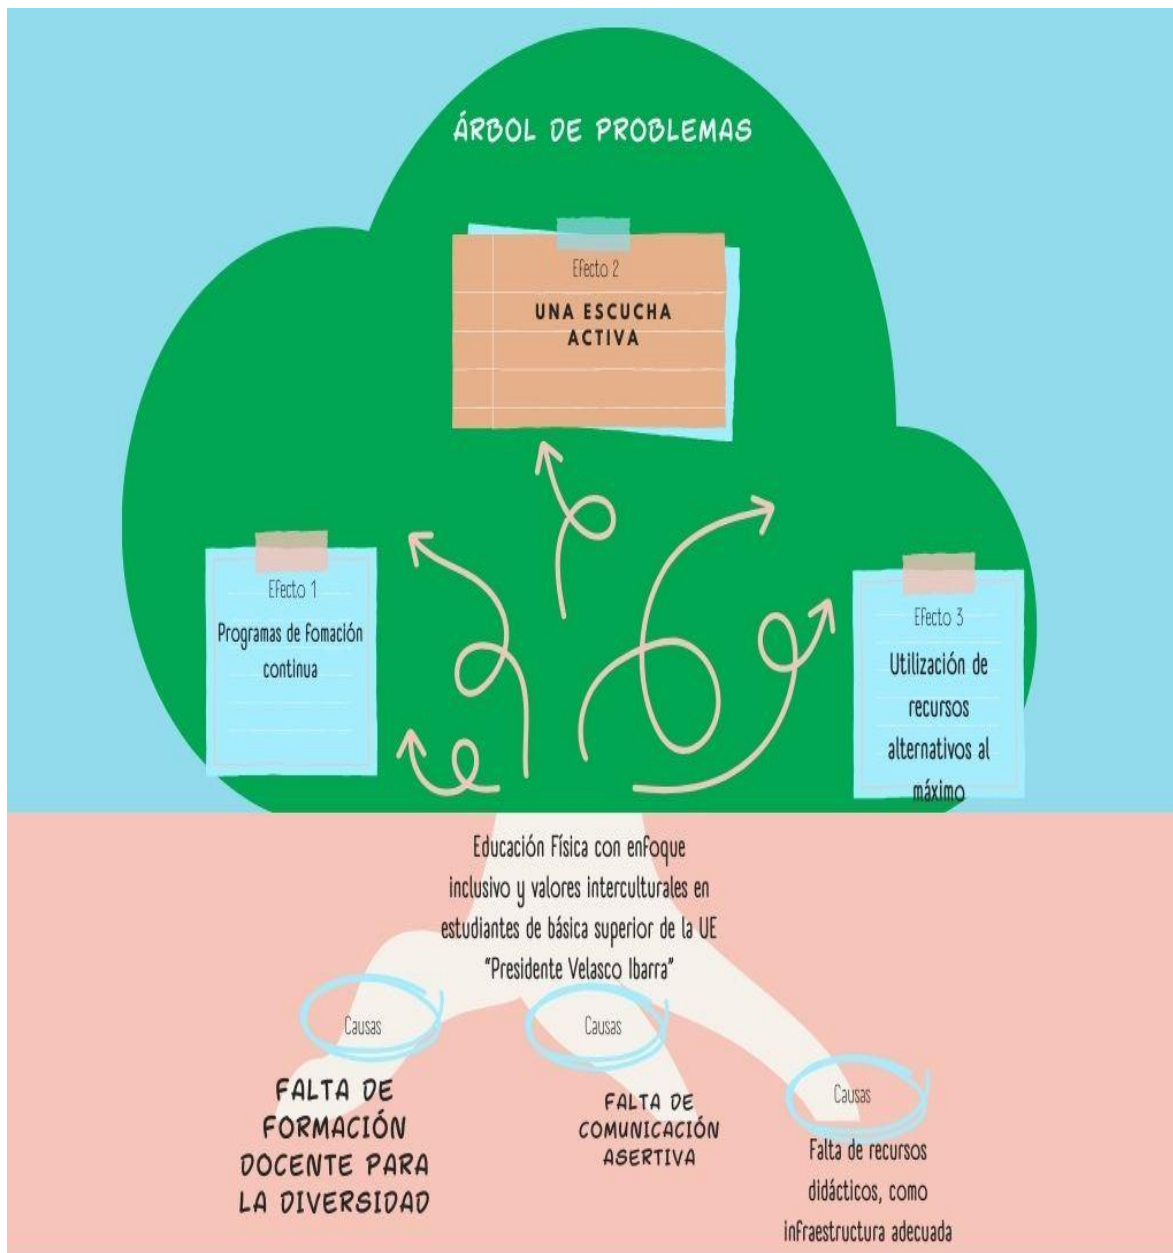 ÁRBOL DE PROBLEMAS
Efecto 2
UNA ESCUCHA
ACTIVA
Efecto 1
Programas de fomación
continua
Efecto 3
Utilización de
recursos
alternativos al
máximo
Educación Física con enfoque
inclusivo y valores interculturales en
estudiantes de básica superior de la UE
“Presidente Velasco Ibarra”
Causas
FALTA DE
FORMACIÓN
DOCENTE PARA
LA DIVERSIDAD
Causas
FALTA DE
COMUNICACIÓN
ASERTIVA
Causas
Falta de recursos
didácticos, como
infraestructura adecuada